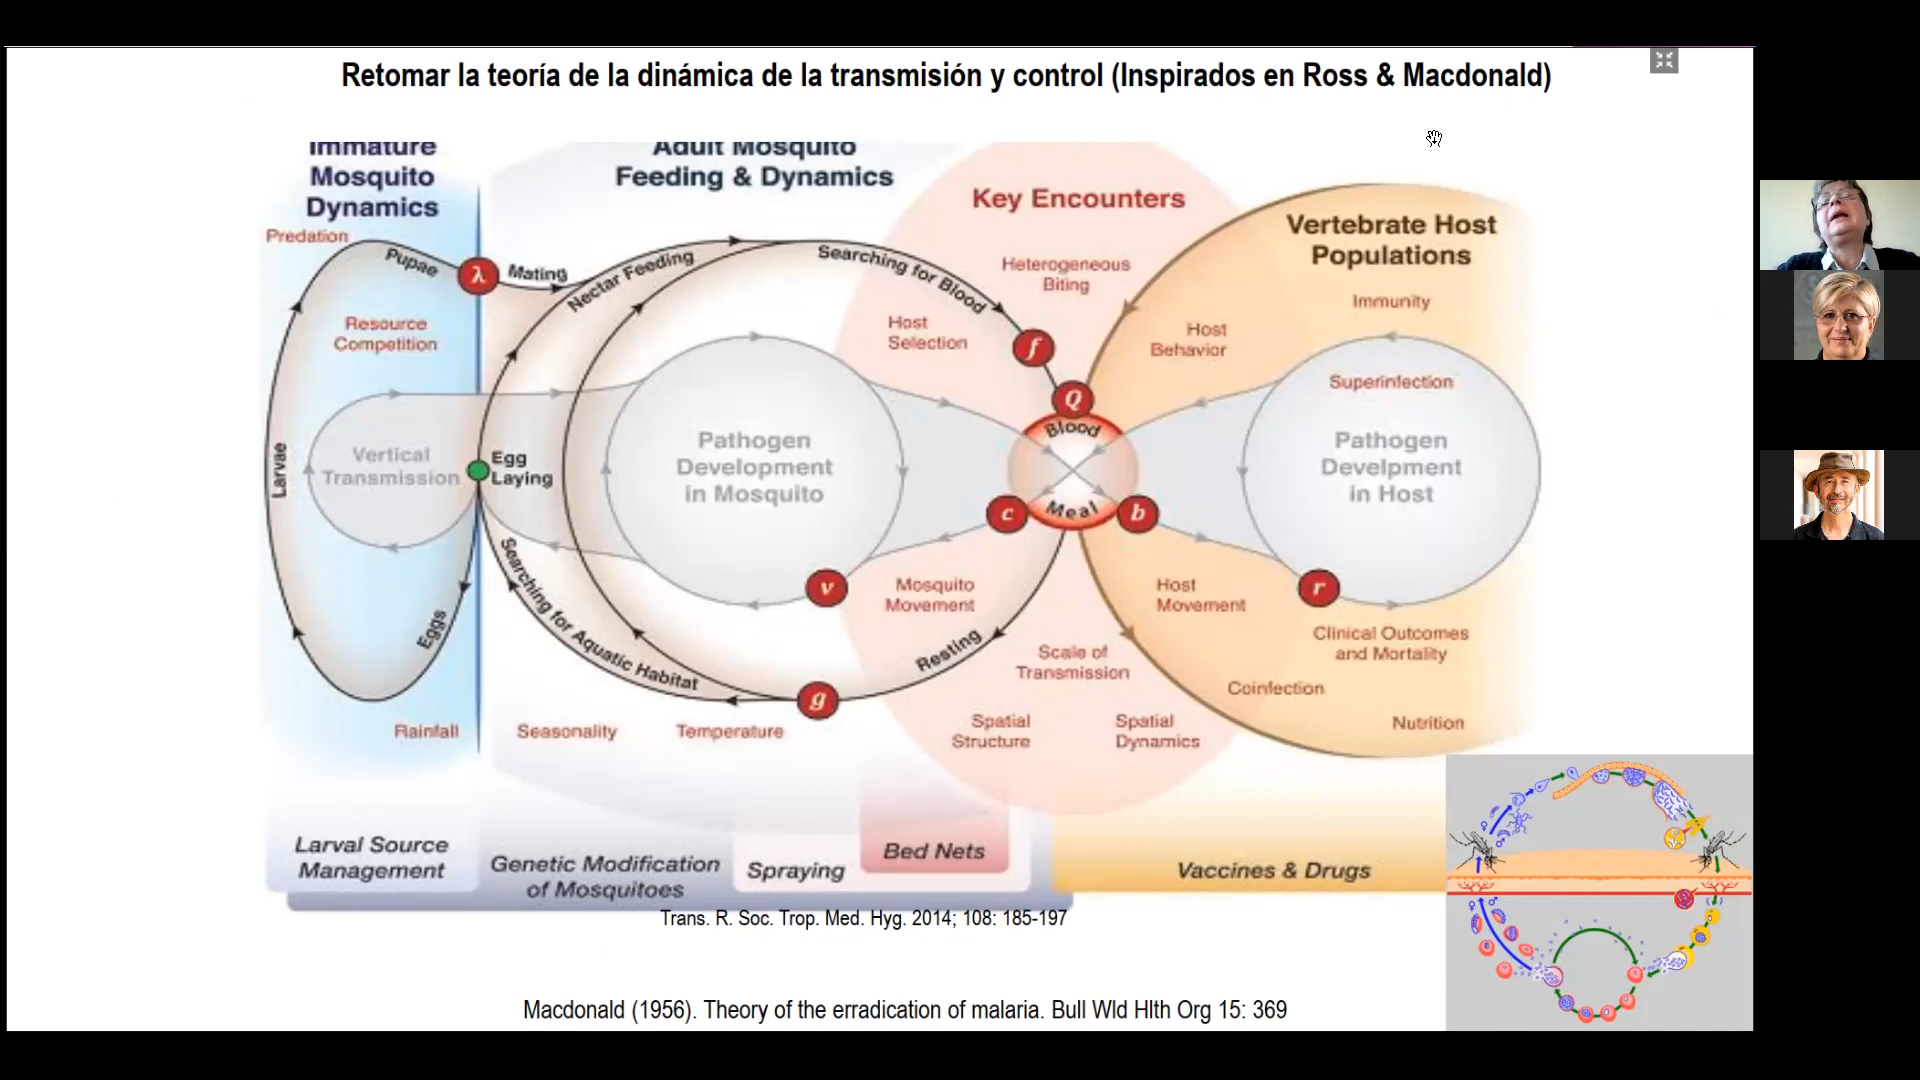 Retomar la teoría de la dinámica de la transmisión y control (Inspirados en Ross & Macdonald)
Immature
Mosquito
Dynamics
Adult Mosquito
Feeding & Dynamics
Key Encounters
Vertebrate Host
Populations
Predation
Pupae
λ
Mating
Nectar Feeding
Searching for Blood
Heterogeneous
Biting
Immunity
Resource
Competition
Host
Selection
f
Host
Behavior
Superinfection
Q
Blood
Larvae
Vertical
Transmission
Egg
Laying
Pathogen
Development
in Mosquito
Pathogen
Develpment
in Host
c
Meal
b
Searching for Aquatic Habitat
v
Mosquito
Movement
Host
Movement
r
Eggs
Resting
Clinical Outcomes
and Mortality
Scale of
Transmission
Coinfection
g
Rainfall
Seasonality
Temperature
Spatial
Structure
Spatial
Dynamics
Nutrition
Larval Source
Management
Genetic Modification
of Mosquitoes
Spraying
Bed Nets
Vaccines & Drugs
Trans. R. Soc. Trop. Med. Hyg. 2014; 108: 185-197
Macdonald (1956). Theory of the erradication of malaria. Bull Wld Hlth Org 15: 369
♀
♂
♀
♂